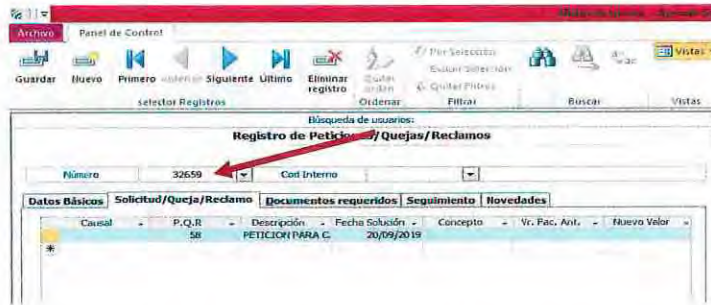 Archivo Panel de Control
Guardar Nuevo Primero Anterior Siguiente Último Eliminar registro
Quitar orden
Por Selección
Excluir Selección
Quitar Filtros
Vistas
selector Registros Ordenar Filtrar Buscar Vistas
Búsqueda de usuarios:
Registro de Peticiones/Quejas/Reclamos
Número 32659 Cod Interno
Datos Básicos Solicitud/Queja/Reclamo Documentos requeridos Seguimiento Novedades
Causal P.Q.R Descripción Fecha Solución Concepto Vr. Fac. Ant. Nuevo Valor
58 PETICION PARA C. 20/09/2019